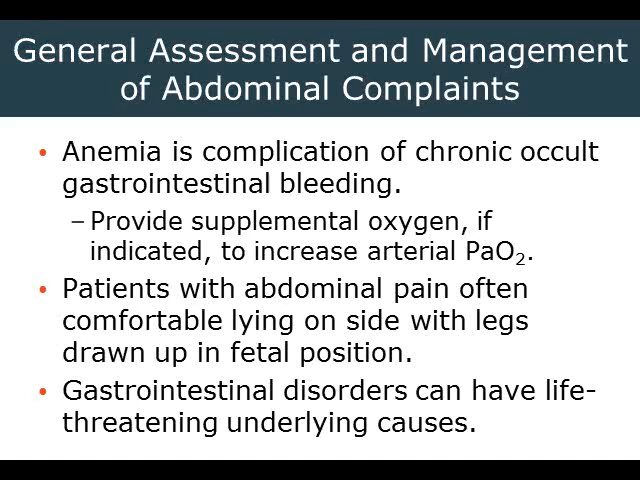 General Assessment and Management
of Abdominal Complaints
• Anemia is complication of chronic occult
gastrointestinal bleeding.
– Provide supplemental oxygen, if
indicated, to increase arterial PaO₂.
• Patients with abdominal pain often
comfortable lying on side with legs
drawn up in fetal position.
• Gastrointestinal disorders can have life-
threatening underlying causes.